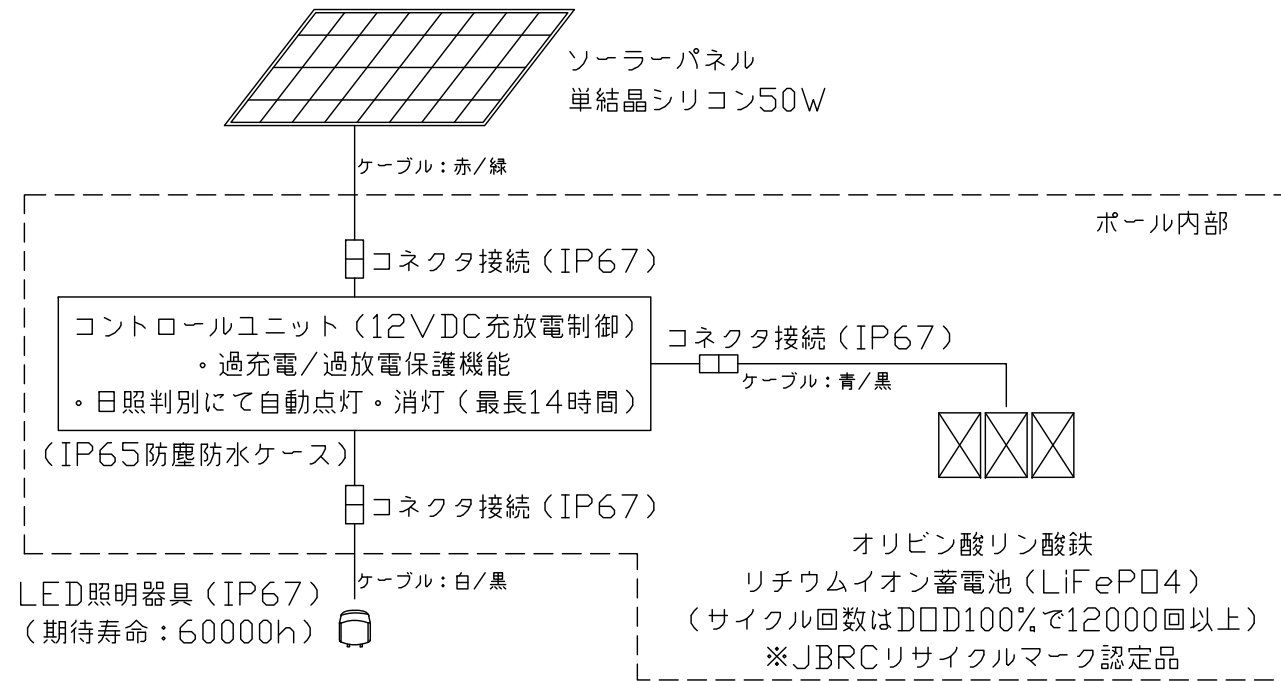 ソーラーパネル
単結晶シリコン50W
ケーブル：赤/緑
ポール内部
コネクタ接続（IP67）
コントロールユニット（12VDC充放電制御）
・過充電/過放電保護機能
・日照判別にて自動点灯・消灯（最長14時間）
（IP65防塵防水ケース）
コネクタ接続（IP67）
ケーブル：青/黒
コネクタ接続（IP67）
ケーブル：白/黒
LED照明器具（IP67）
（期待寿命：60000h）
オリビン酸リン酸鉄
リチウムイオン蓄電池（LiFePO4）
（サイクル回数はDOD100%で12000回以上）
※JBRCリサイクルマーク認定品